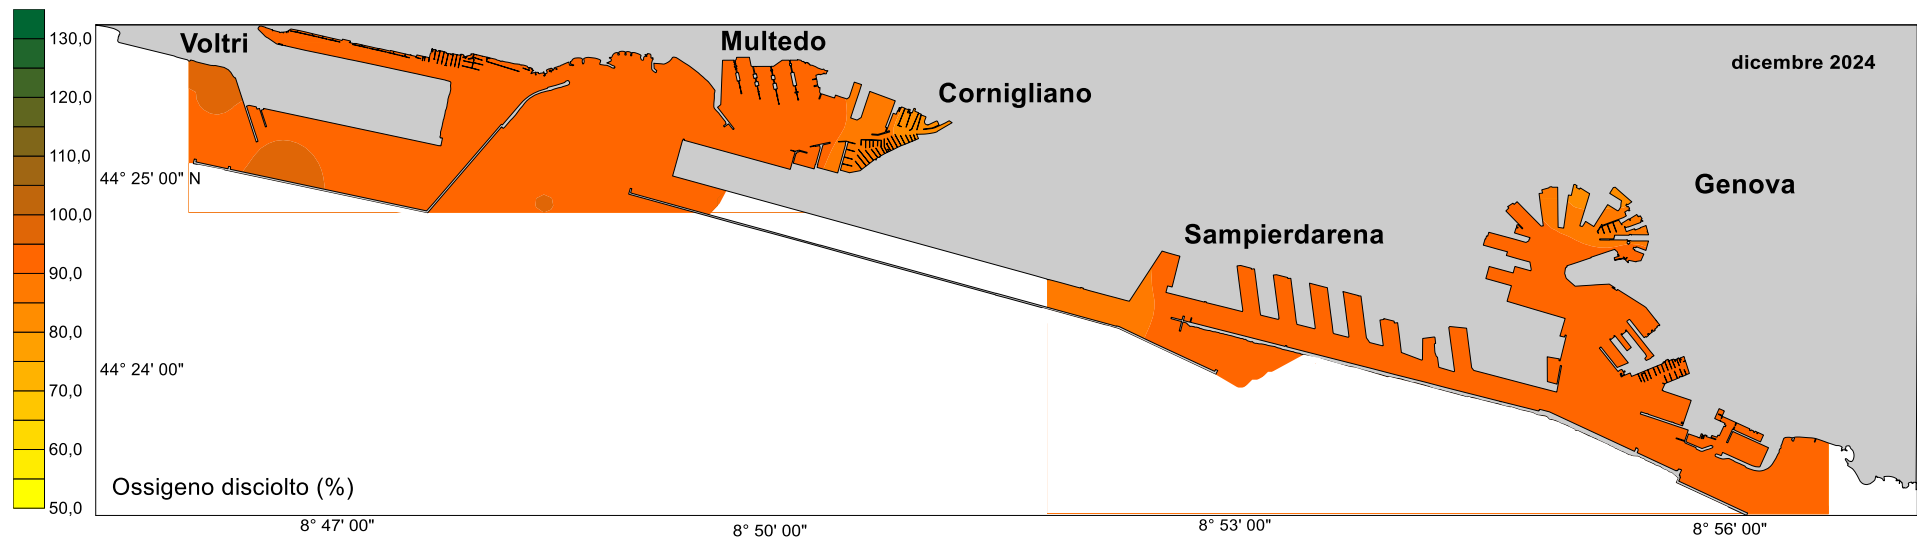 Voltri
Multedo
Cornigliano
dicembre 2024
Genova
Sampierdarena
130,0
120,0
110,0
100,0
90,0
80,0
70,0
60,0
50,0
44° 25' 00" N
44° 24' 00"
Ossigeno disciolto (%)
8° 47' 00"
8° 50' 00"
8° 53' 00"
8° 56' 00"